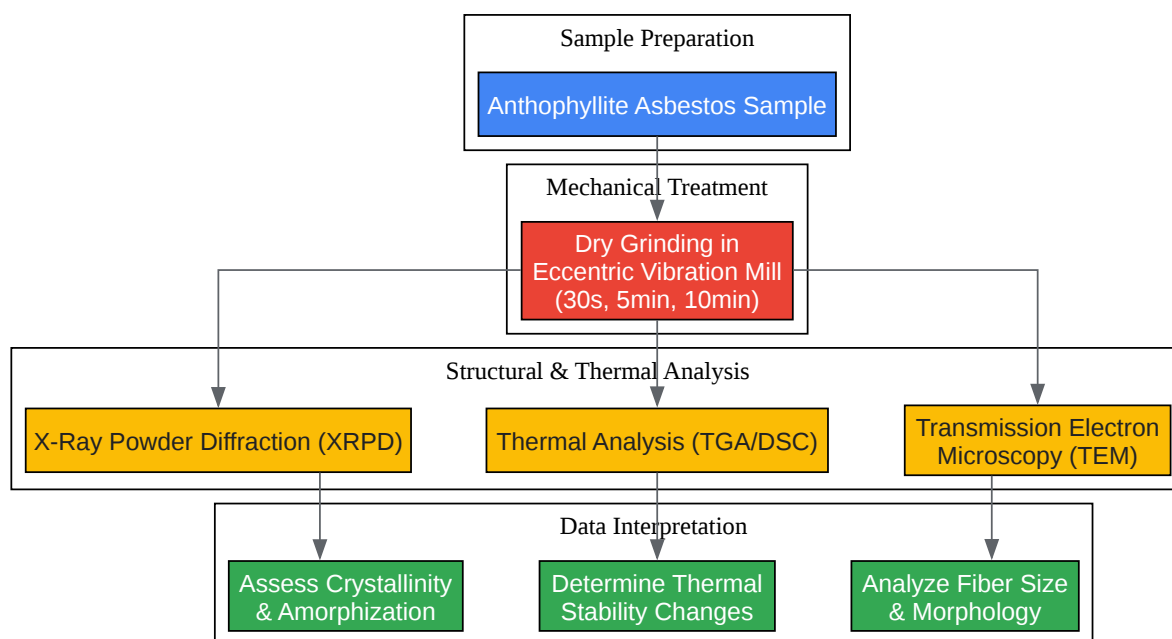 Sample Preparation
Anthophyllite Asbestos Sample
Mechanical Treatment
Dry Grinding in
Eccentric Vibration Mill
(30s, 5min, 10min)
Structural & Thermal Analysis
X-Ray Powder Diffraction (XRPD)
Thermal Analysis (TGA/DSC)
Transmission Electron
Microscopy (TEM)
Data Interpretation
Assess Crystallinity
& Amorphization
Determine Thermal
Stability Changes
Analyze Fiber Size
& Morphology